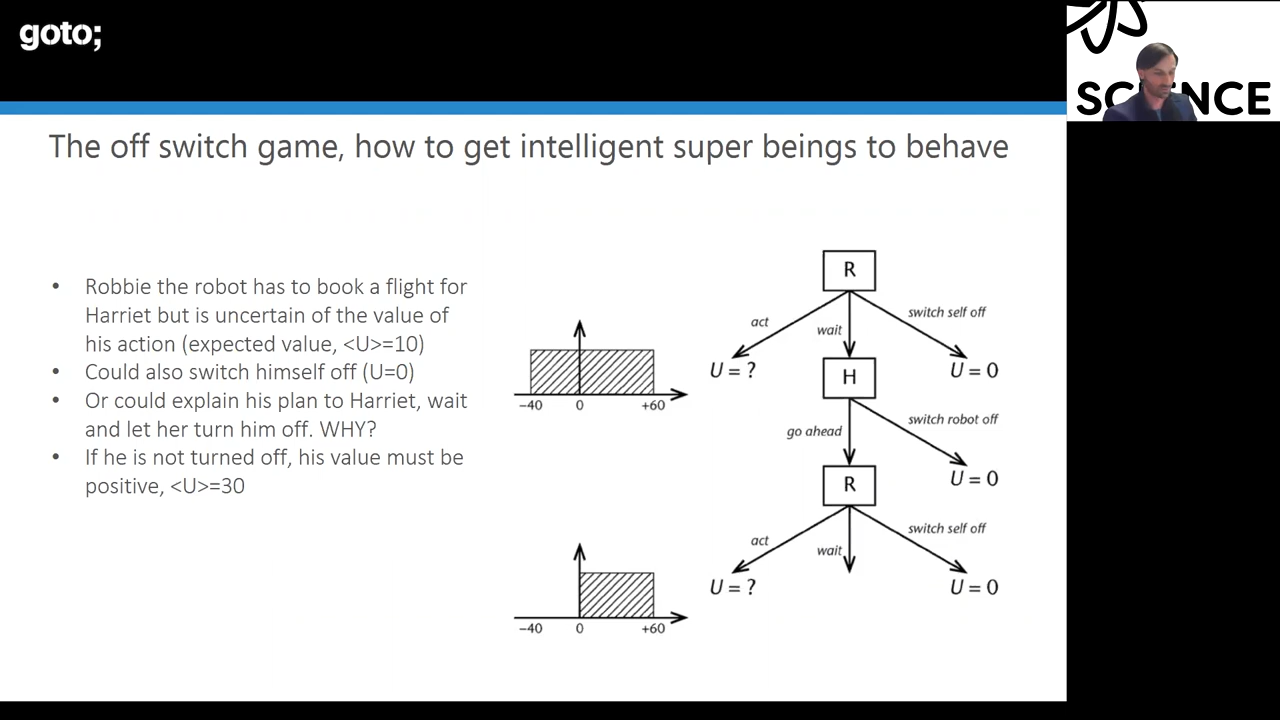 goto;
SCIENCE
The off switch game, how to get intelligent super beings to behave
• Robbie the robot has to book a flight for
Harriet but is uncertain of the value of
his action (expected value, <U>=10)
• Could also switch himself off (U=0)
• Or could explain his plan to Harriet, wait
and let her turn him off. WHY?
• If he is not turned off, his value must be
positive, <U>=30
−40 0 +60
−40 0 +60
R
act wait switch self off
U = ? H U = 0
go ahead switch robot off
R U = 0
act wait switch self off
U = ? U = 0